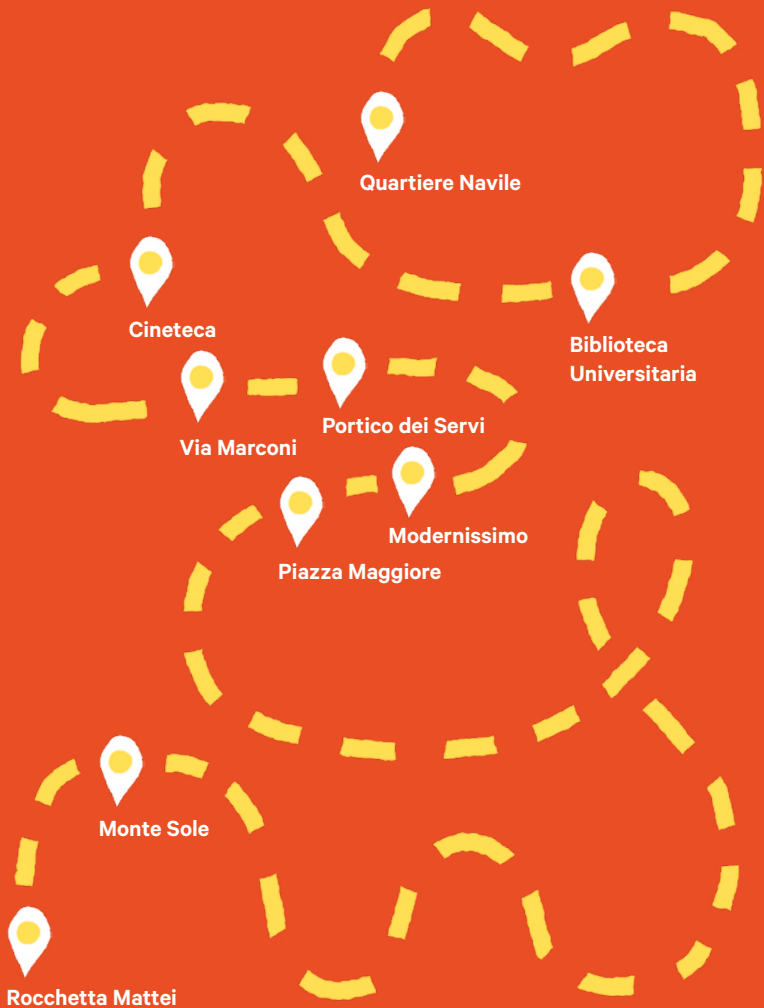 Quartiere Navile
Cineteca
Biblioteca
Universitaria
Portico dei Servi
Via Marconi
Modernissimo
Piazza Maggiore
Monte Sole
Rocchetta Mattei